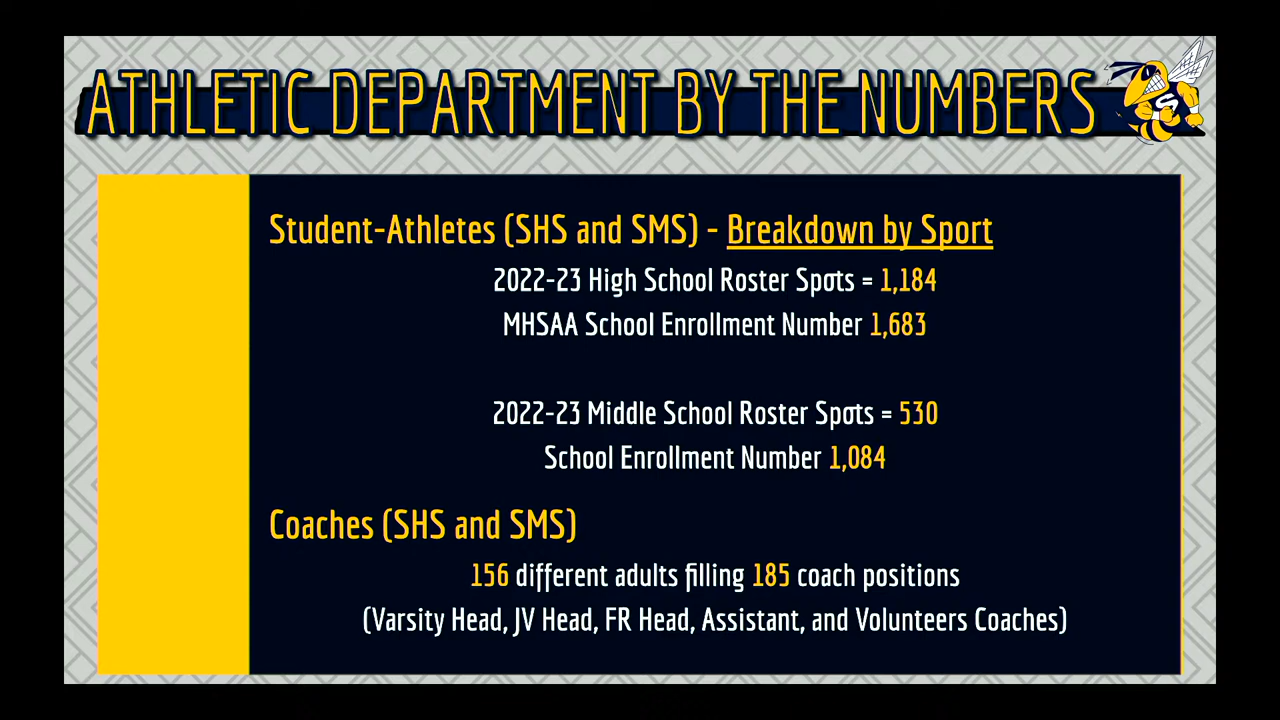 ATHLETIC DEPARTMENT BY THE NUMBERS
S
Student-Athletes (SHS and SMS) - Breakdown by Sport
2022-23 High School Roster Spots = 1,184
MHSAA School Enrollment Number 1,683
2022-23 Middle School Roster Spots = 530
School Enrollment Number 1,084
Coaches (SHS and SMS)
156 different adults filling 185 coach positions
(Varsity Head, JV Head, FR Head, Assistant, and Volunteers Coaches)